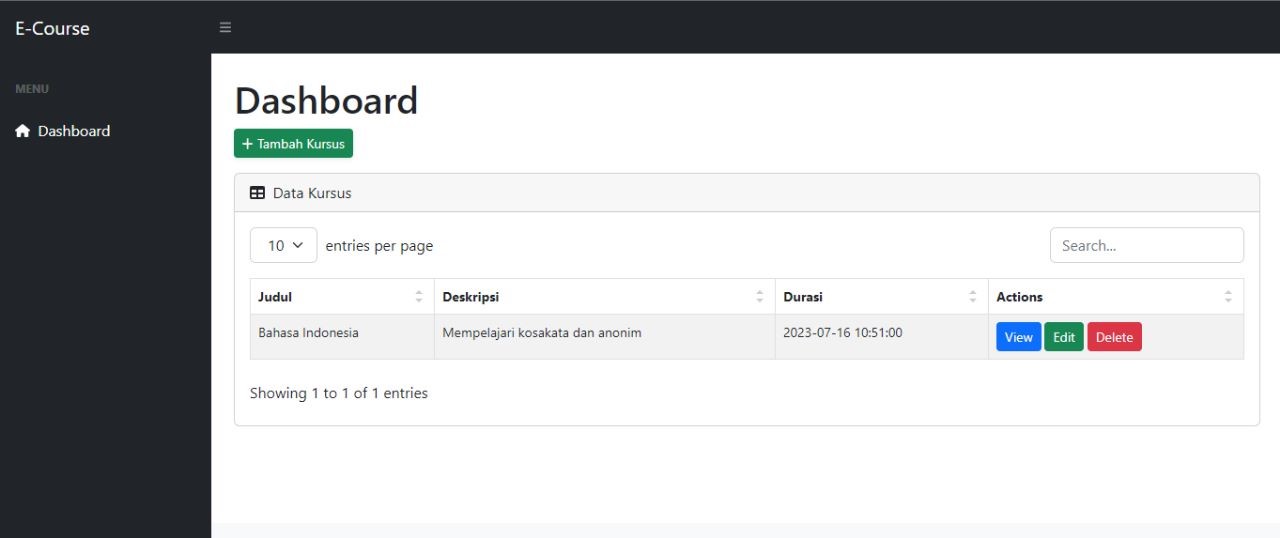 E-Course
MENU
Dashboard
Dashboard
+ Tambah Kursus
Data Kursus
10 entries per page
Search...
Judul Deskripsi Durasi Actions
Bahasa Indonesia Mempelajari kosakata dan anonim 2023-07-16 10:51:00 View Edit Delete
Showing 1 to 1 of 1 entries